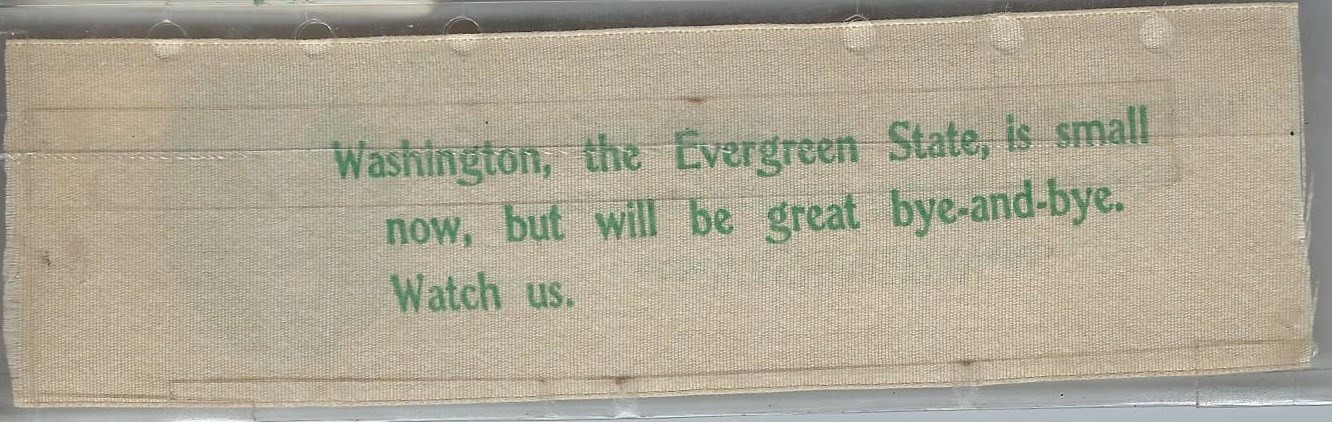 Washington, the Evergreen State, is small
now, but will be great bye-and-bye.
Watch us.